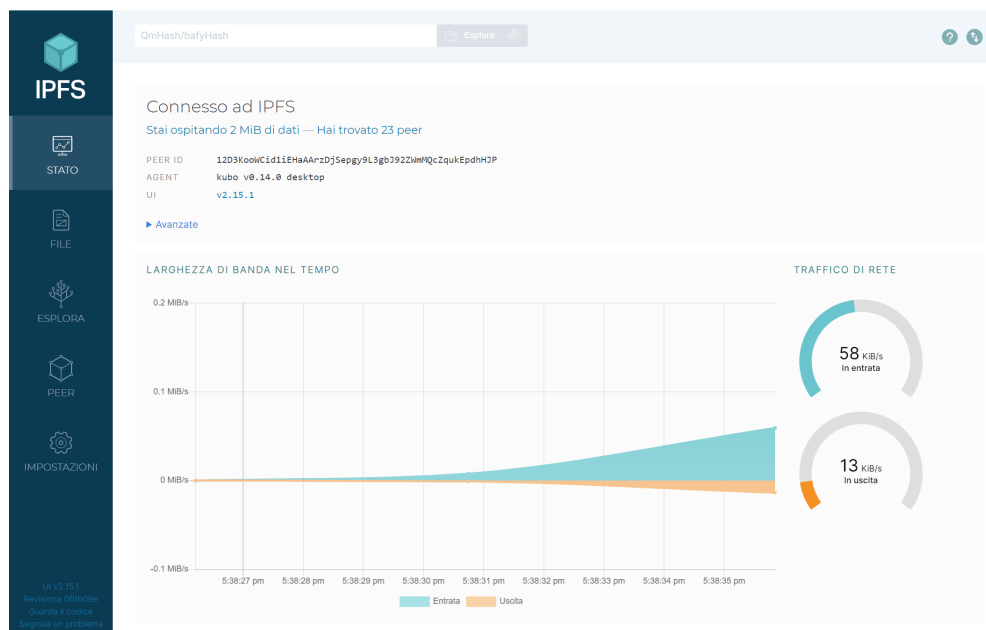 IPFS
STATO
FILE
ESPLORA
PEER
IMPOSTAZIONI
UI v2.15.1
Revisiona 0f0b09e
Guarda il codice
Segnala un problema
QmHash/bafyHash
Esplora
Connesso ad IPFS
Stai ospitando 2 MiB di dati — Hai trovato 23 peer
PEER ID 12D3KooWCid1iEHaAArzDjSepgy9L3gbJ92ZWmMQcZqukEpdhHJP
AGENT kubo v0.14.0 desktop
UI v2.15.1
Avanzate
LARGHEZZA DI BANDA NEL TEMPO
0.2 MiB/s
0.1 MiB/s
0 MiB/s
-0.1 MiB/s
5:38:27 pm 5:38:28 pm 5:38:29 pm 5:38:30 pm 5:38:31 pm 5:38:32 pm 5:38:33 pm 5:38:34 pm 5:38:35 pm
Entrata Uscita
TRAFFICO DI RETE
58 KiB/s
In entrata
13 KiB/s
In uscita